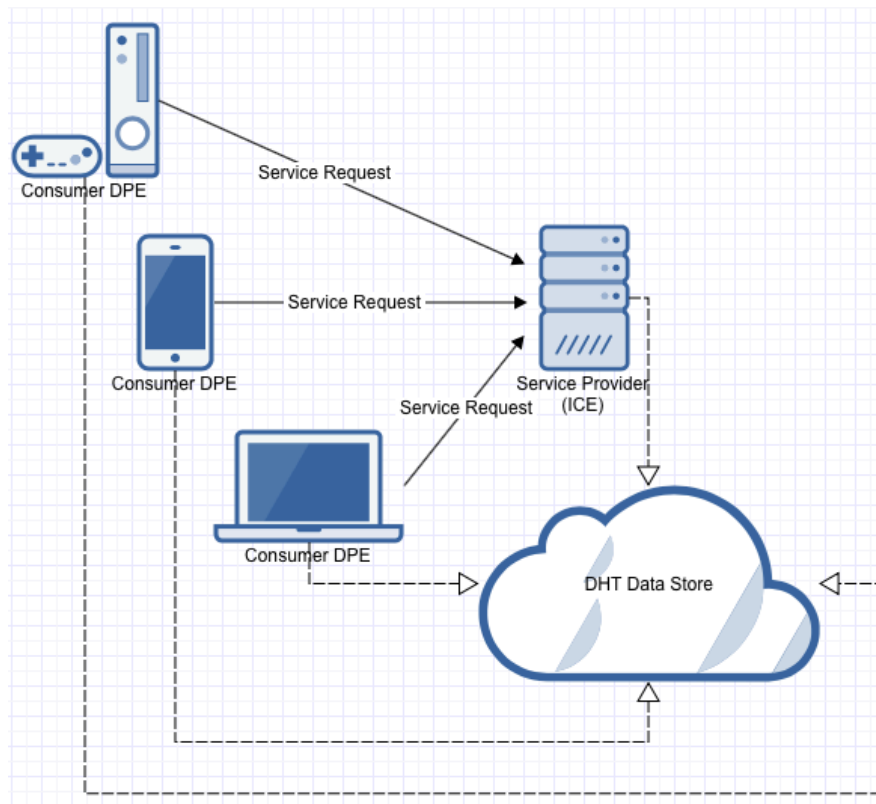 Service Request
Consumer DPE
Service Request
Consumer DPE
Service Provider
(ICE)
Service Request
Consumer DPE
DHT Data Store